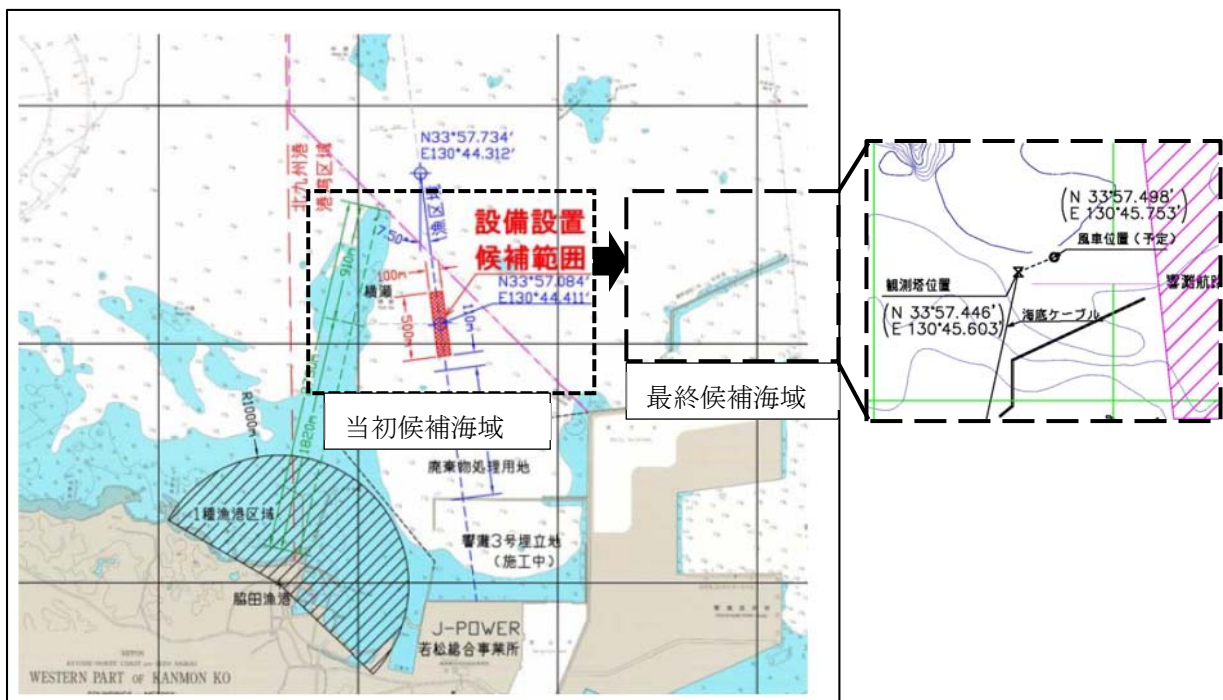 N33°57.734′
E130°44.312′
北九州港
港湾区域
漁区域
7.50°
設備設置
候補範囲
910m
100m
横瀬
N33°57.084′
E130°44.411′
500m
110m
R1000m
1820m
当初候補海域
最終候補海域
廃棄物処理用地
1種漁港区域
響灘3号埋立地
(施工中)
脇田漁港
J-POWER
若松総合事業所
WESTERN PART OF KANMON KO
(N 33°57.498′
E 130°45.753′)
風車位置(予定)
観測塔位置
(N 33°57.446′
E 130°45.603′)
海底ケーブル
響灘航路